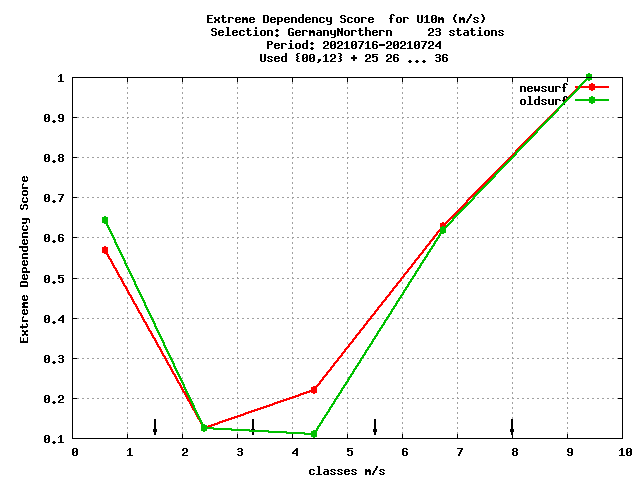 Extreme Dependency Score  for U10m (m/s)
Selection: GermanyNorthern     23 stations
Period: 20210716-20210724
Used {00,12} + 25 26 ... 36
newsurf
oldsurf
1
0.9
0.8
0.7
0.6
0.5
0.4
0.3
0.2
0.1
Extreme Dependency Score
0 1 2 3 4 5 6 7 8 9 10
classes m/s